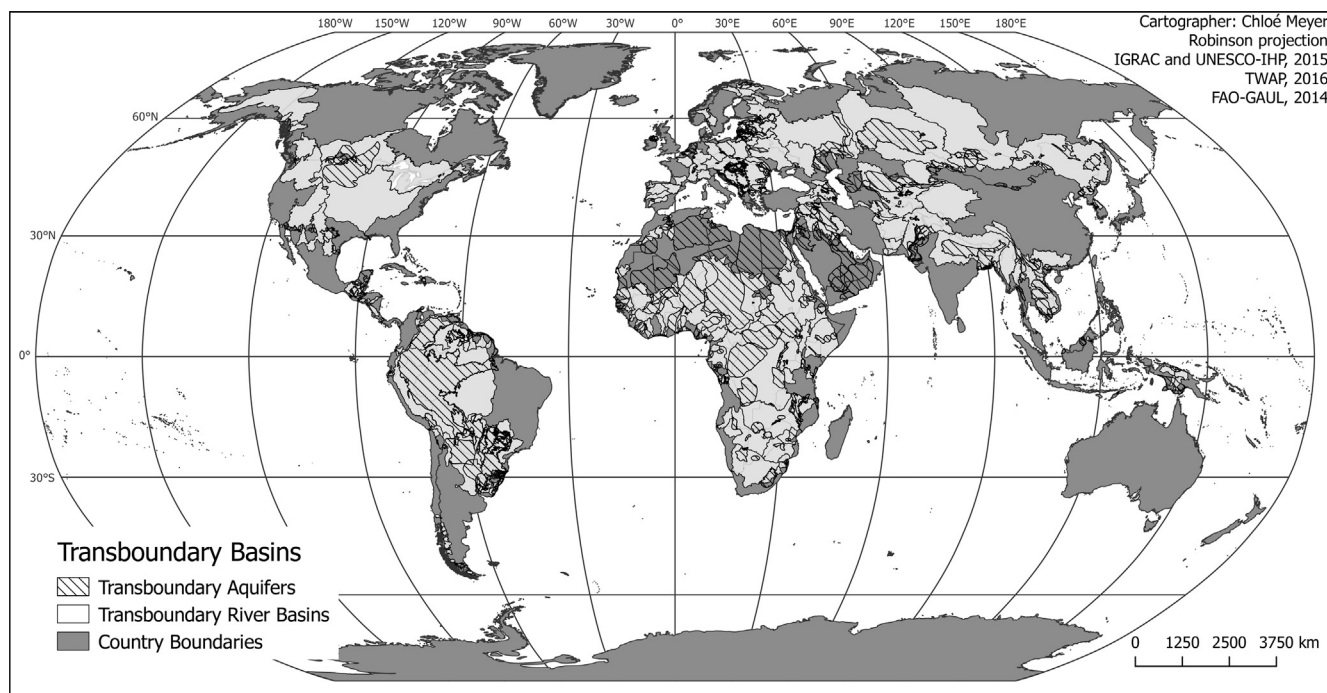 180°W 150°W 120°W 90°W 60°W 30°W 0° 30°E 60°E 90°E 120°E 150°E 180°E
Cartographer: Chloé Meyer
Robinson projection
IGRAC and UNESCO-IHP, 2015
TWAP, 2016
FAO-GAUL, 2014
60°N
30°N
0°
30°S
Transboundary Basins
Transboundary Aquifers
Transboundary River Basins
Country Boundaries
0 1250 2500 3750 km